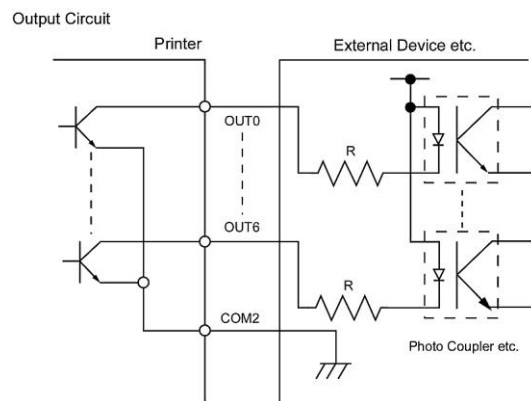 Output Circuit
Printer
External Device etc.
OUT0
R
OUT6
R
COM2
Photo Coupler etc.